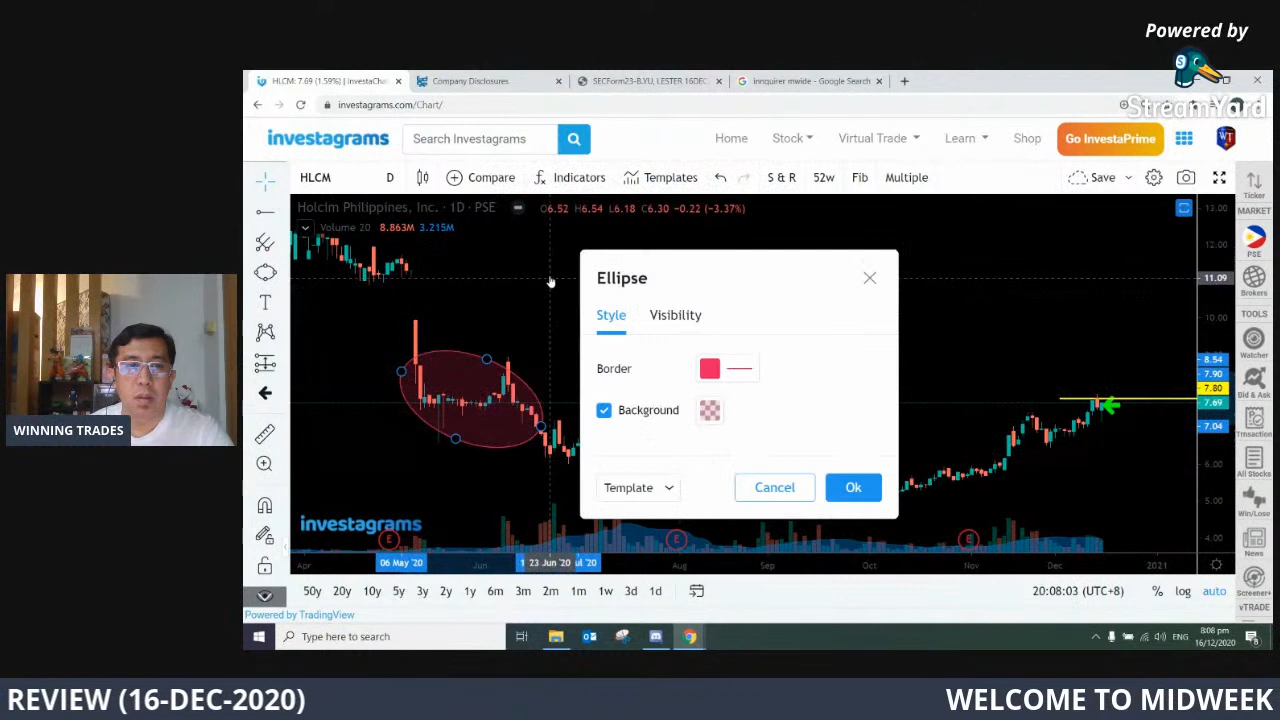 Powered by
StreamYard
HLCM: 7.69 (1.59%) | InvestaCha
Company Disclosures
SECForm23-B.YU, LESTER 16DEC
innquirer mwide - Google Search
investagrams.com/Chart/
investagrams
Search Investagrams
Home
Stock
Virtual Trade
Learn
Shop
Go InvestaPrime
HLCM
D
Compare
Indicators
Templates
S & R
52w
Fib
Multiple
Save
Ticker
MARKET
PSE
Brokers
TOOLS
Watcher
Bid & Ask
All Stocks
Win/Lose
News
Screener+
vTRADE
Holcim Philippines, Inc. · 1D · PSE
O6.52 H6.54 L6.18 C6.30 -0.22 (-3.37%)
Volume 20 8.863M 3.215M
13.00
12.00
11.09
10.00
8.54
7.90
7.80
7.69
7.04
6.00
5.00
4.00
Ellipse
Style
Visibility
Border
Background
Template
Cancel
Ok
investagrams
E
E
E
Apr
06 May '20
Jun
23 Jun '20
ul '20
Aug
Sep
Oct
Nov
Dec
2021
50y 20y 10y 5y 3y 2y 1y 6m 3m 2m 1m 1w 3d 1d
20:08:03 (UTC+8)
%
log
auto
Powered by TradingView
Type here to search
ENG
8:08 pm
16/12/2020
WINNING TRADES
REVIEW (16-DEC-2020)
WELCOME TO MIDWEEK